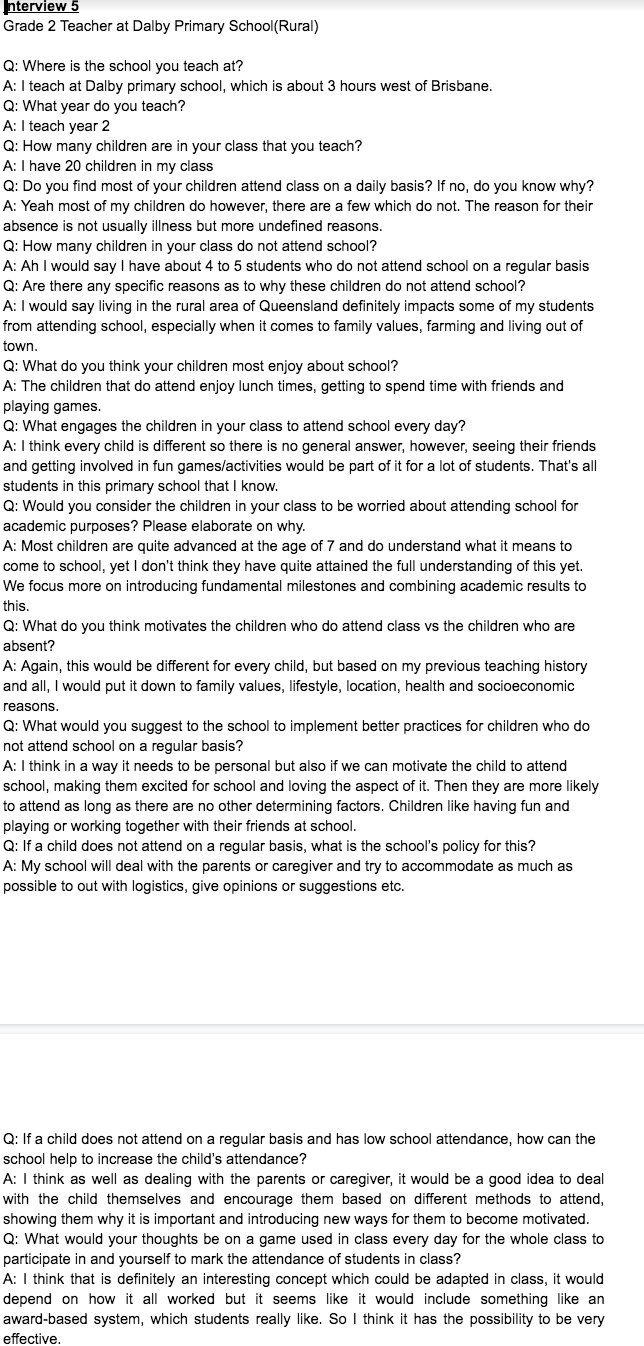 Interview 5
Grade 2 Teacher at Dalby Primary School(Rural)
Q: Where is the school you teach at?
A: I teach at Dalby primary school, which is about 3 hours west of Brisbane.
Q: What year do you teach?
A: I teach year 2
Q: How many children are in your class that you teach?
A: I have 20 children in my class
Q: Do you find most of your children attend class on a daily basis? If no, do you know why?
A: Yeah most of my children do however, there are a few which do not. The reason for their
absence is not usually illness but more undefined reasons.
Q: How many children in your class do not attend school?
A: Ah I would say I have about 4 to 5 students who do not attend school on a regular basis
Q: Are there any specific reasons as to why these children do not attend school?
A: I would say living in the rural area of Queensland definitely impacts some of my students
from attending school, especially when it comes to family values, farming and living out of
town.
Q: What do you think your children most enjoy about school?
A: The children that do attend enjoy lunch times, getting to spend time with friends and
playing games.
Q: What engages the children in your class to attend school every day?
A: I think every child is different so there is no general answer, however, seeing their friends
and getting involved in fun games/activities would be part of it for a lot of students. That's all
students in this primary school that I know.
Q: Would you consider the children in your class to be worried about attending school for
academic purposes? Please elaborate on why.
A: Most children are quite advanced at the age of 7 and do understand what it means to
come to school, yet I don't think they have quite attained the full understanding of this yet.
We focus more on introducing fundamental milestones and combining academic results to
this.
Q: What do you think motivates the children who do attend class vs the children who are
absent?
A: Again, this would be different for every child, but based on my previous teaching history
and all, I would put it down to family values, lifestyle, location, health and socioeconomic
reasons.
Q: What would you suggest to the school to implement better practices for children who do
not attend school on a regular basis?
A: I think in a way it needs to be personal but also if we can motivate the child to attend
school, making them excited for school and loving the aspect of it. Then they are more likely
to attend as long as there are no other determining factors. Children like having fun and
playing or working together with their friends at school.
Q: If a child does not attend on a regular basis, what is the school's policy for this?
A: My school will deal with the parents or caregiver and try to accommodate as much as
possible to out with logistics, give opinions or suggestions etc.
Q: If a child does not attend on a regular basis and has low school attendance, how can the
school help to increase the child's attendance?
A: I think as well as dealing with the parents or caregiver, it would be a good idea to deal
with the child themselves and encourage them based on different methods to attend,
showing them why it is important and introducing new ways for them to become motivated.
Q: What would your thoughts be on a game used in class every day for the whole class to
participate in and yourself to mark the attendance of students in class?
A: I think that is definitely an interesting concept which could be adapted in class, it would
depend on how it all worked but it seems like it would include something like an
award-based system, which students really like. So I think it has the possibility to be very
effective.